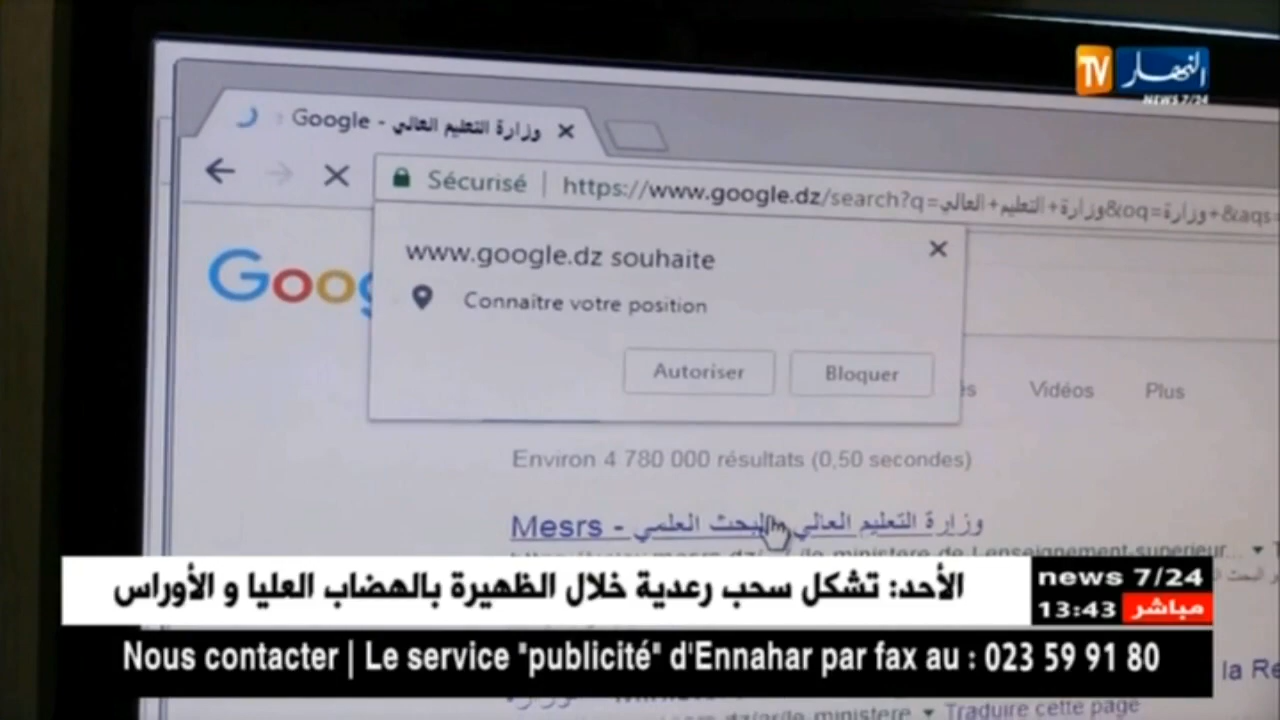 TV النهار
NEWS 7/24
وزارة التعليم العالي - Google
Sécurisé | https://www.google.dz/search?q=وزارة+التعليم+العالي&oq=وزارة+&aqs=
www.google.dz souhaite
Connaître votre position
Autoriser Bloquer
Goog
Vidéos Plus
Environ 4 780 000 résultats (0,50 secondes)
Mesrs - وزارة التعليم العالي والبحث العلمي
الأحد: تشكل سحب رعدية خلال الظهيرة بالهضاب العليا و الأوراس
news 7/24
13:43 مباشر
Nous contacter | Le service "publicité" d'Ennahar par fax au : 023 59 91 80
Traduire cette page